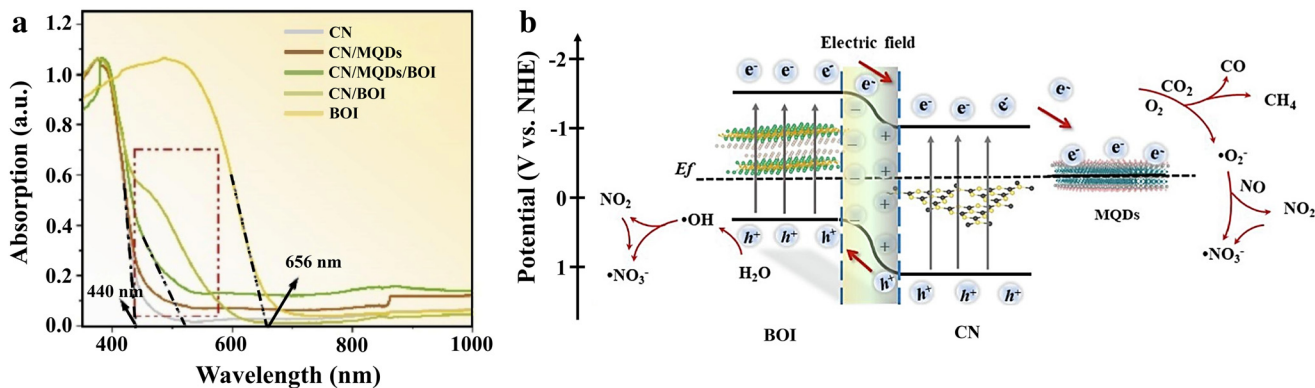 a
1.2
1.0
0.8
0.6
0.4
0.2
0.0
Absorption (a.u.)
CN
CN/MQDs
CN/MQDs/BOI
CN/BOI
BOI
656 nm
440 nm
400
600
800
1000
Wavelength (nm)
b
Potential (V vs. NHE)
-2
-1
0
1
Electric field
e⁻ e⁻ e⁻
e⁻
e⁻ e⁻ e⁻
e⁻
e⁻ e⁻ e⁻
Ef
− +
− +
− +
− +
h⁺ h⁺ h⁺
h⁺
h⁺ h⁺ h⁺
BOI
CN
MQDs
NO₂
•OH
•NO₃⁻
H₂O
CO
CO₂
O₂
CH₄
•O₂⁻
NO
NO₂
•NO₃⁻